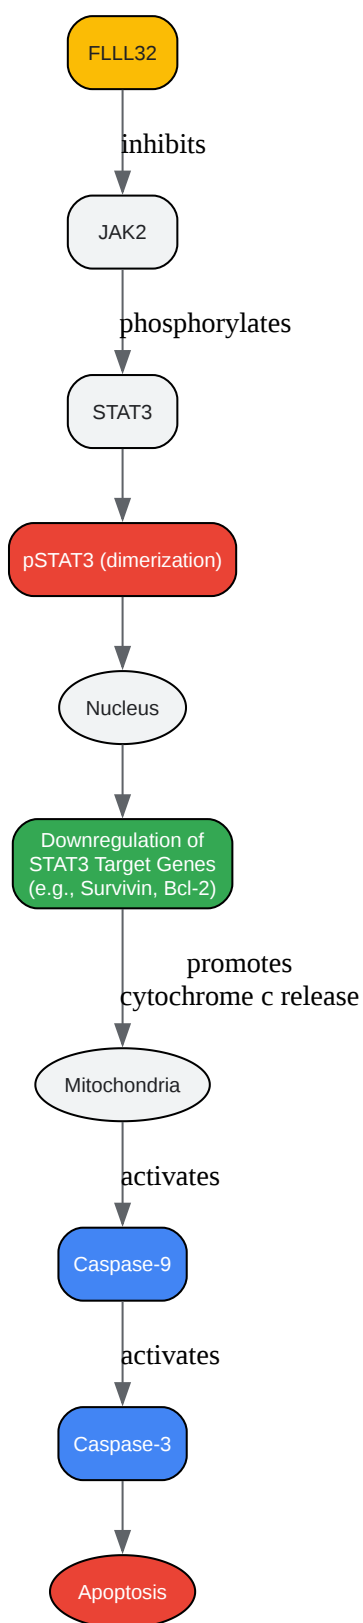 FLLL32
inhibits
JAK2
phosphorylates
STAT3
pSTAT3 (dimerization)
Nucleus
Downregulation of
STAT3 Target Genes
(e.g., Survivin, Bcl-2)
promotes
cytochrome c release
Mitochondria
activates
Caspase-9
activates
Caspase-3
Apoptosis